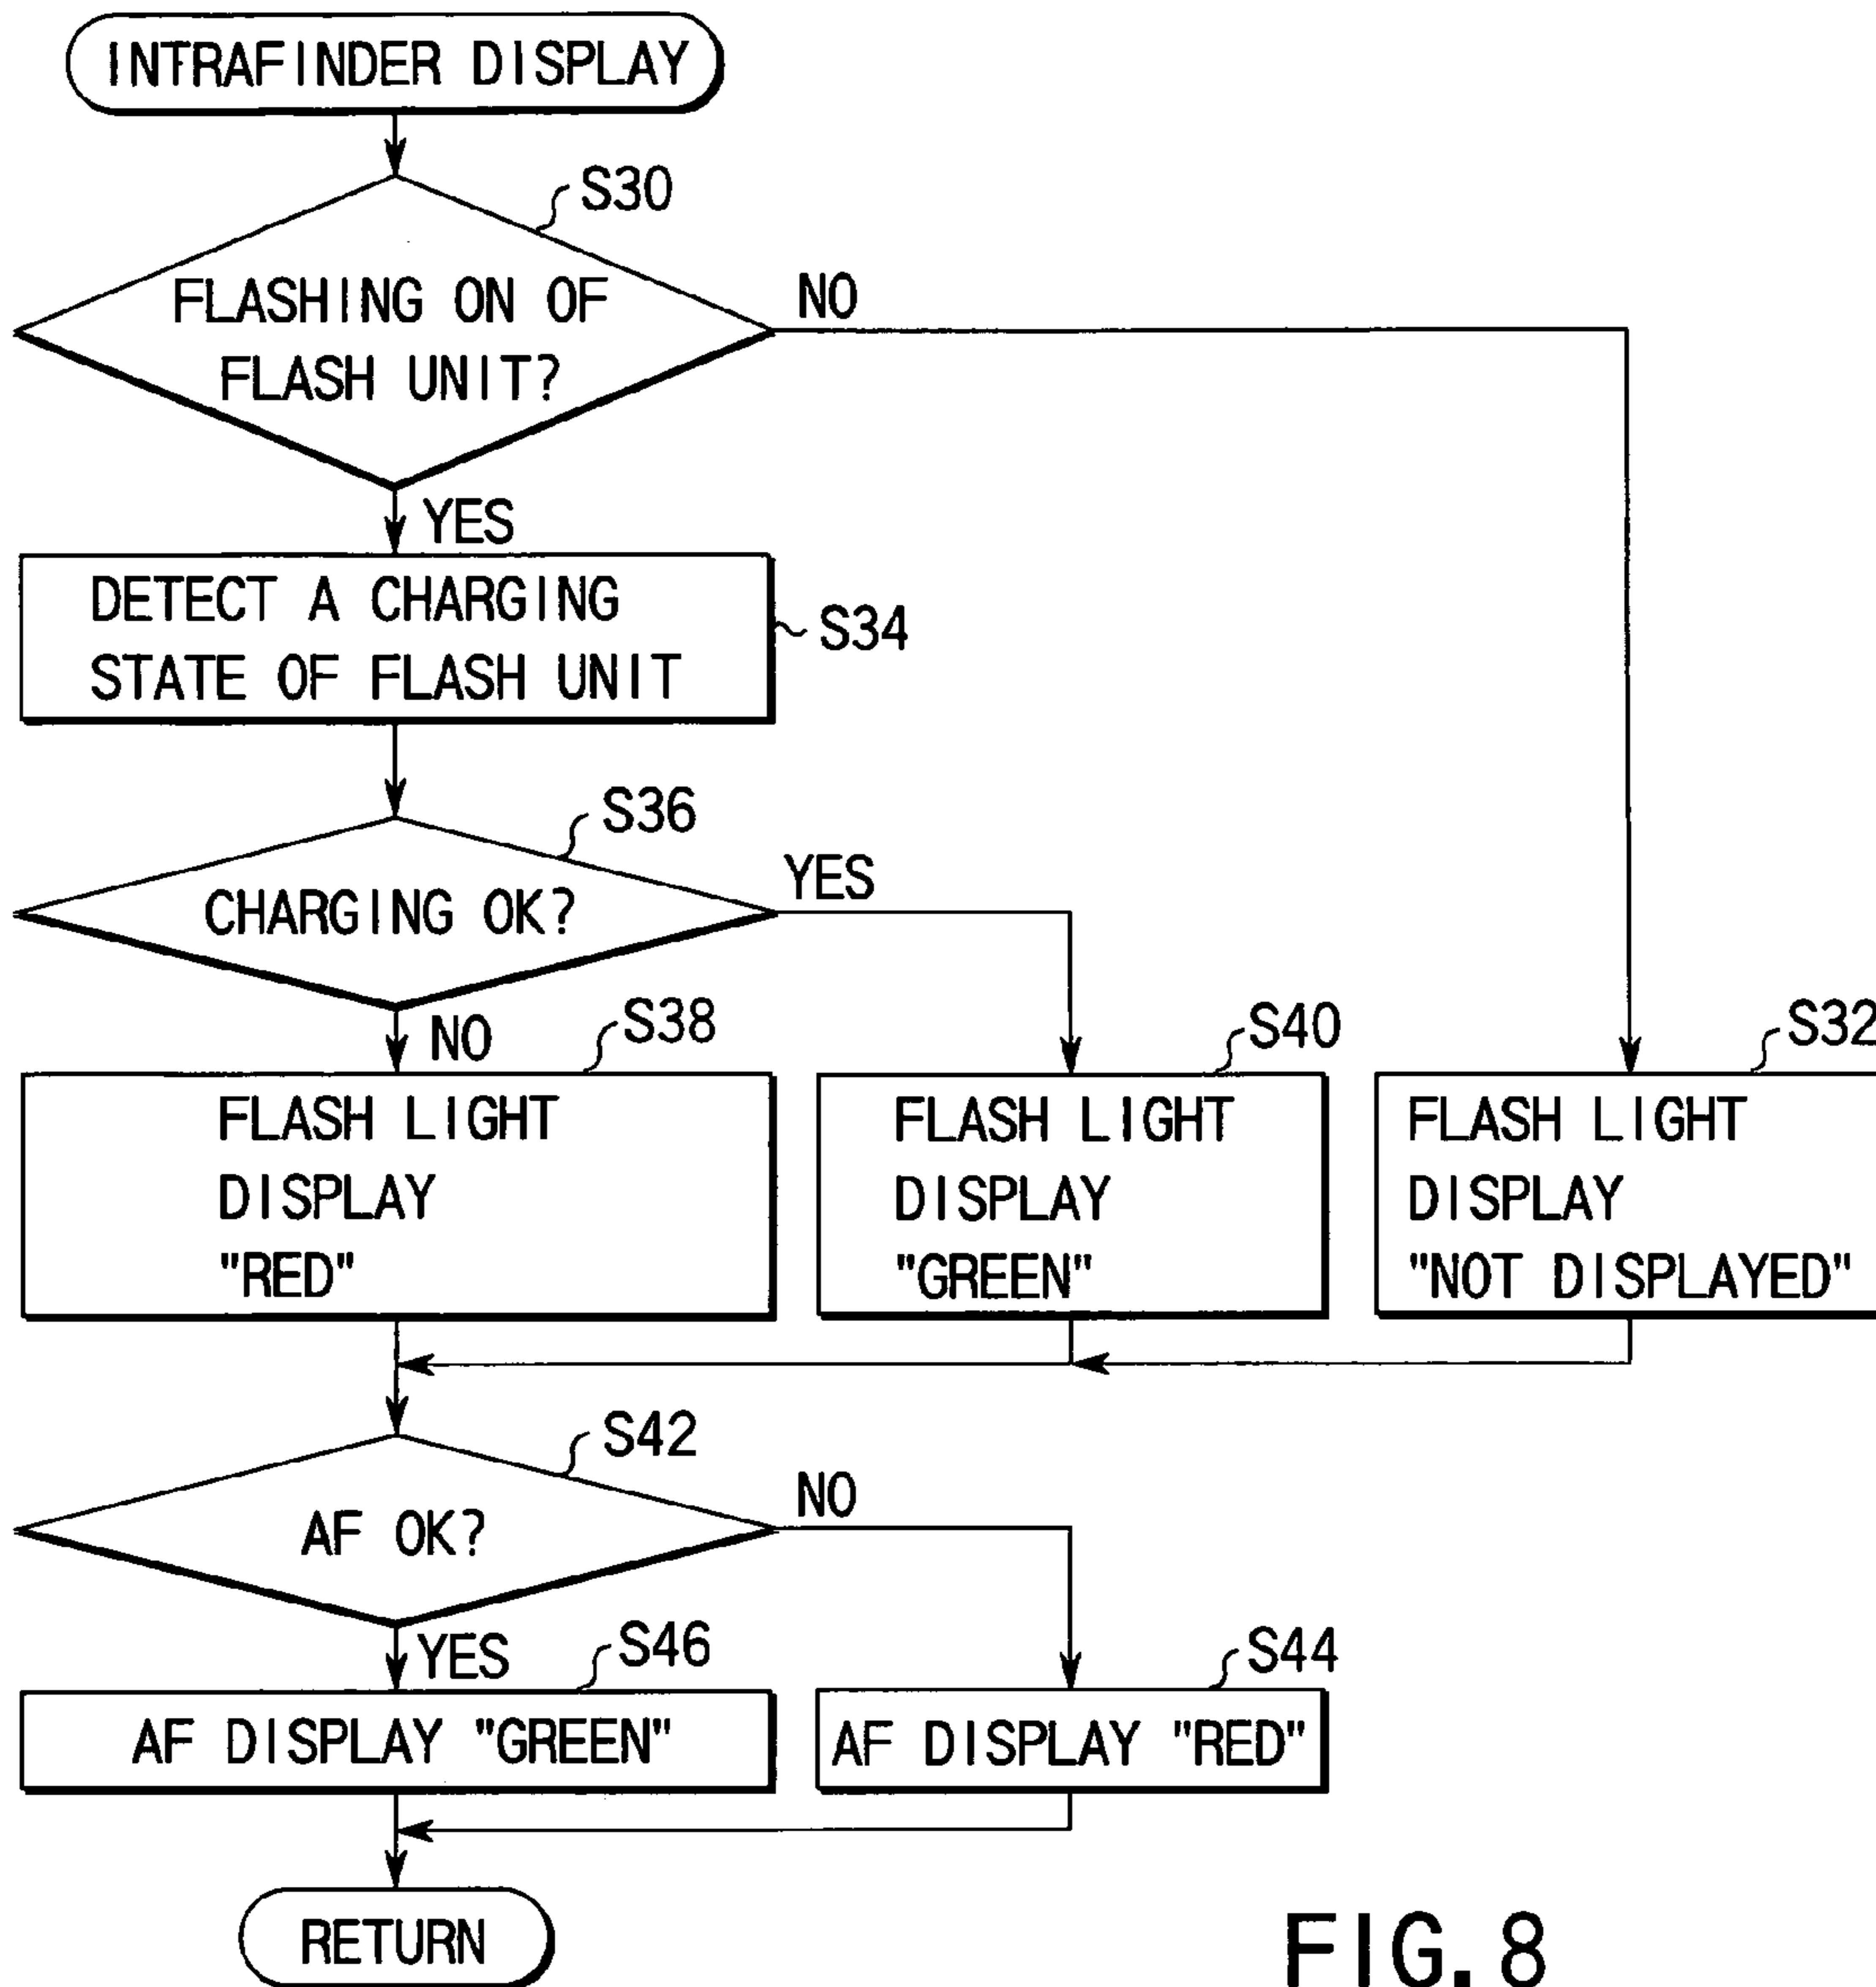 INTRAFINDER DISPLAY
S30
FLASHING ON OF
FLASH UNIT?
NO
YES
DETECT A CHARGING
STATE OF FLASH UNIT
S34
S36
CHARGING OK?
YES
NO
S38
FLASH LIGHT
DISPLAY
"RED"
S40
FLASH LIGHT
DISPLAY
"GREEN"
S32
FLASH LIGHT
DISPLAY
"NOT DISPLAYED"
S42
AF OK?
NO
YES
S46
AF DISPLAY "GREEN"
S44
AF DISPLAY "RED"
RETURN
FIG. 8